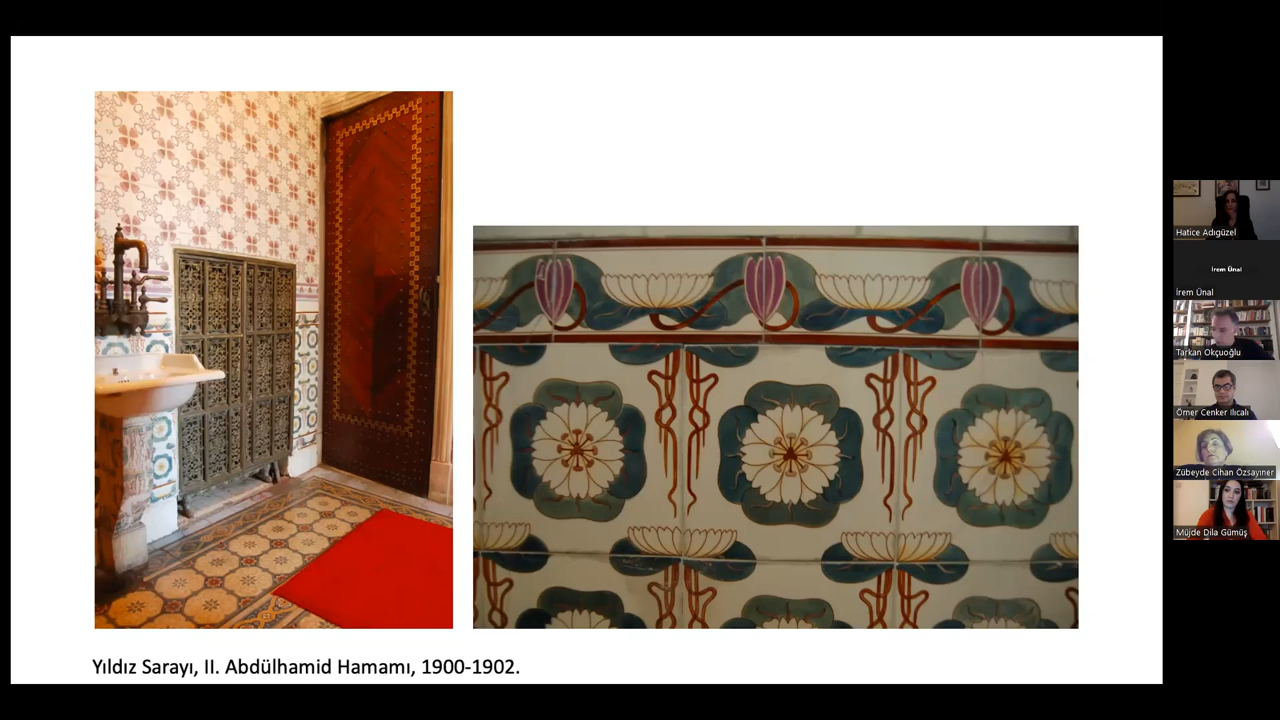 Yıldız Sarayı, II. Abdülhamid Hamamı, 1900-1902.
Hatice Adıgüzel
İrem Ünal
İrem Ünal
Tarkan Okçuoğlu
Ömer Cenker Ilıcalı
Zübeyde Cihan Özsayıner
Müjde Dila Gümüş